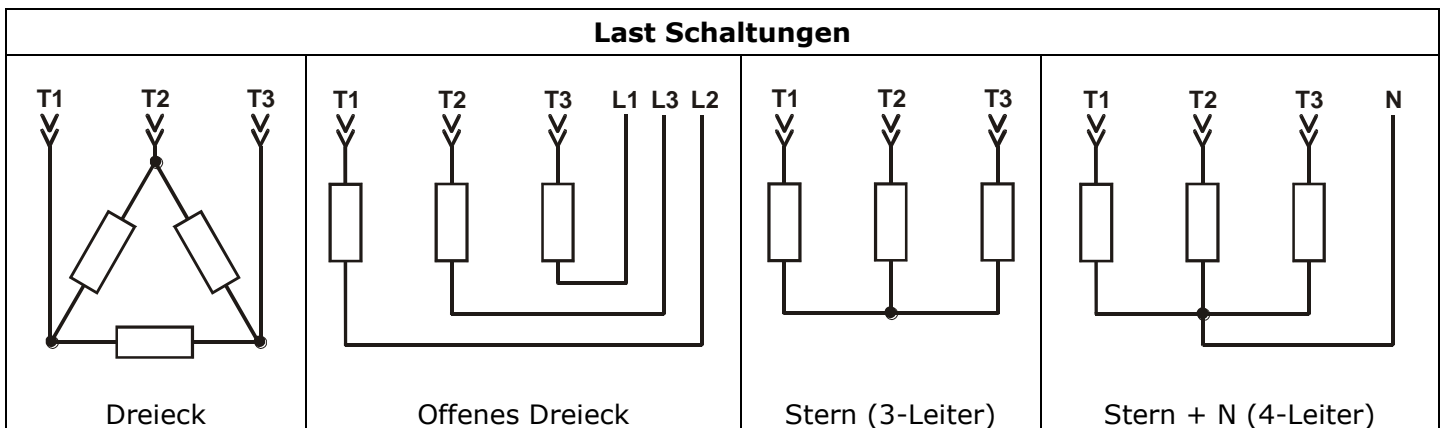 Last Schaltungen
T1 T2 T3
T1 T2 T3 L1 L3 L2
T1 T2 T3
T1 T2 T3 N
Dreieck
Offenes Dreieck
Stern (3-Leiter)
Stern + N (4-Leiter)